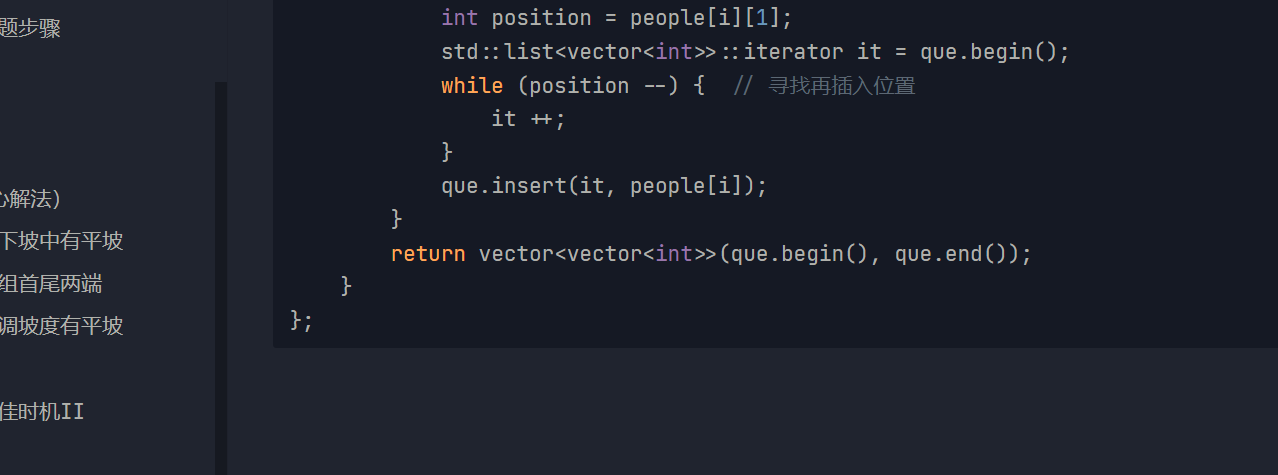 题步骤
心解法）
下坡中有平坡
组首尾两端
调坡度有平坡
佳时机II
int position = people[i][1];
std::list<vector<int>>::iterator it = que.begin();
while (position --) {  // 寻找再插入位置
it ++;
}
que.insert(it, people[i]);
}
return vector<vector<int>>(que.begin(), que.end());
}
};